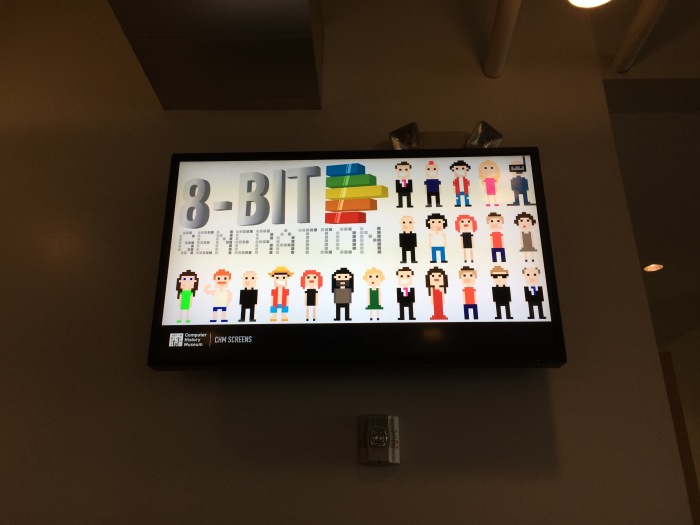 8-BIT
GENERATION
Computer
History
Museum
CHM SCREENS